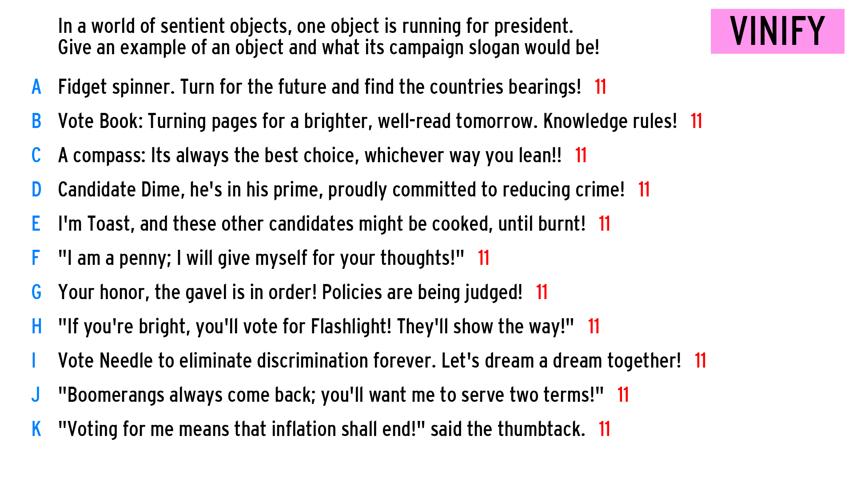 In a world of sentient objects, one object is running for president.
Give an example of an object and what its campaign slogan would be!
VINIFY
A Fidget spinner. Turn for the future and find the countries bearings! 11
B Vote Book: Turning pages for a brighter, well-read tomorrow. Knowledge rules! 11
C A compass: Its always the best choice, whichever way you lean!! 11
D Candidate Dime, he's in his prime, proudly committed to reducing crime! 11
E I'm Toast, and these other candidates might be cooked, until burnt! 11
F "I am a penny; I will give myself for your thoughts!" 11
G Your honor, the gavel is in order! Policies are being judged! 11
H "If you're bright, you'll vote for Flashlight! They'll show the way!" 11
I Vote Needle to eliminate discrimination forever. Let's dream a dream together! 11
J "Boomerangs always come back; you'll want me to serve two terms!" 11
K "Voting for me means that inflation shall end!" said the thumbtack. 11